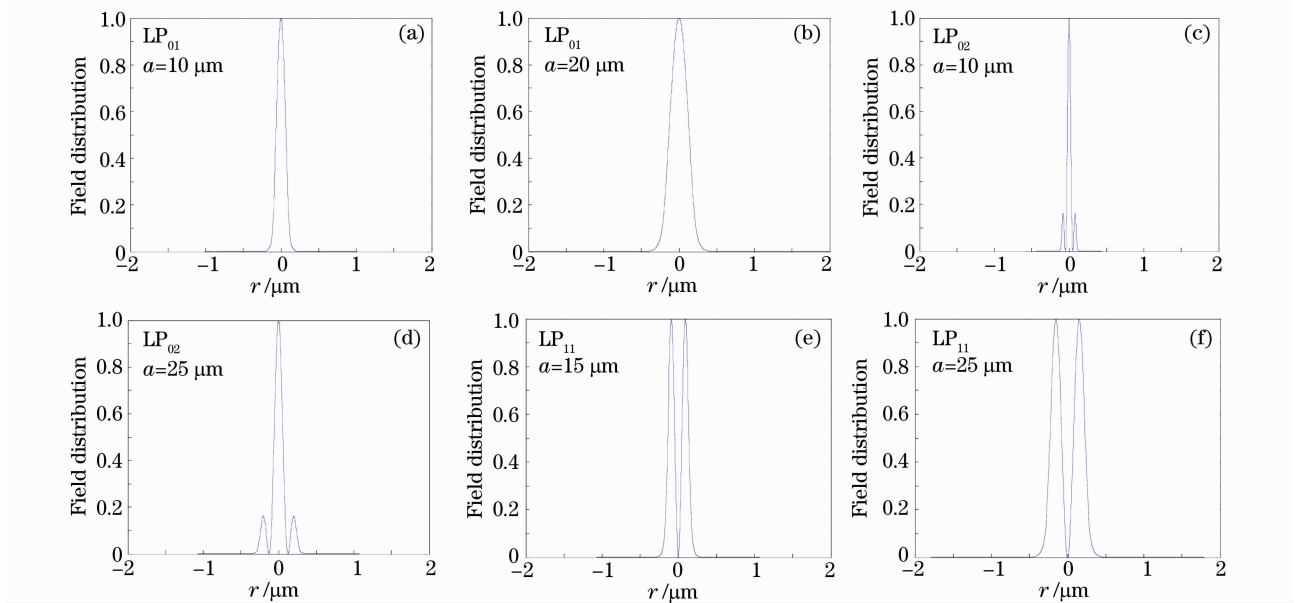 1.0
0.8
0.6
0.4
0.2
0
−2
−1
0
1
2
Field distribution
r /μm
LP01
a=10 μm
(a)
1.0
0.8
0.6
0.4
0.2
0
−2
−1
0
1
2
Field distribution
r /μm
LP01
a=20 μm
(b)
1.0
0.8
0.6
0.4
0.2
0
−2
−1
0
1
2
Field distribution
r /μm
LP02
a=10 μm
(c)
1.0
0.8
0.6
0.4
0.2
0
−2
−1
0
1
2
Field distribution
r /μm
LP02
a=25 μm
(d)
1.0
0.8
0.6
0.4
0.2
0
−2
−1
0
1
2
Field distribution
r /μm
LP11
a=15 μm
(e)
1.0
0.8
0.6
0.4
0.2
0
−2
−1
0
1
2
Field distribution
r /μm
LP11
a=25 μm
(f)